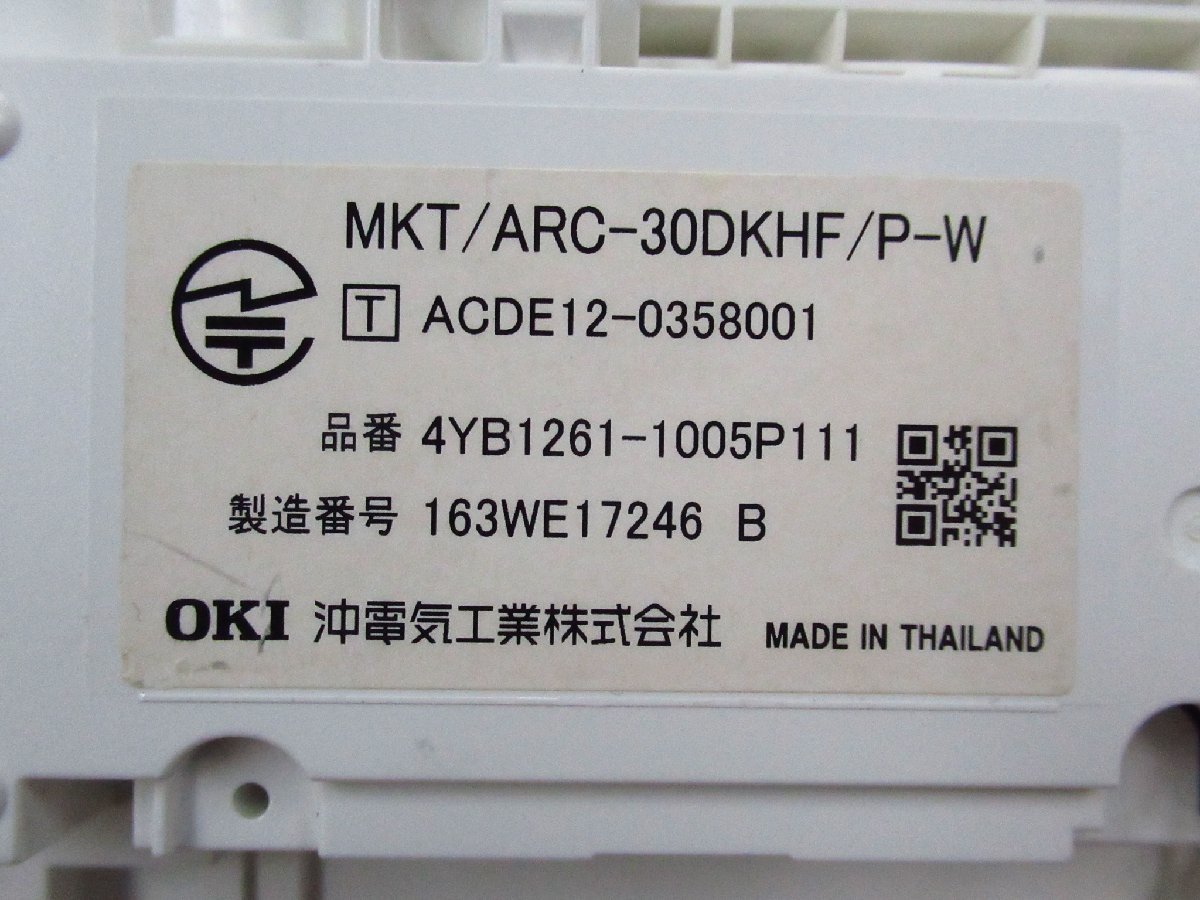 MKT/ARC-30DKHF/P-W
T ACDE12-0358001
品番 4YB1261-1005P111
製造番号 163WE17246 B
OKI 沖電気工業株式会社 MADE IN THAILAND